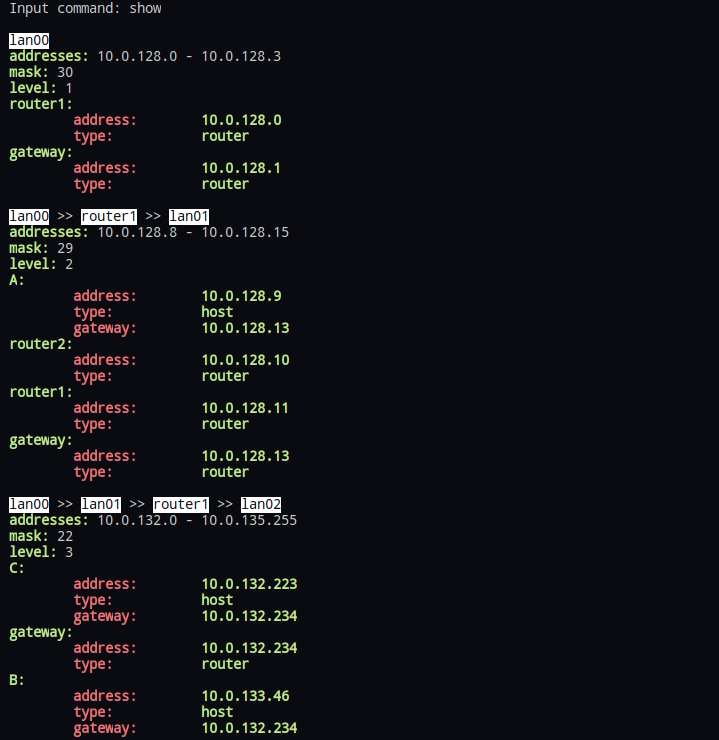 Input command: show
lan00
addresses: 10.0.128.0 - 10.0.128.3
mask: 30
level: 1
router1:
address: 10.0.128.0
type: router
gateway:
address: 10.0.128.1
type: router
lan00 >> router1 >> lan01
addresses: 10.0.128.8 - 10.0.128.15
mask: 29
level: 2
A:
address: 10.0.128.9
type: host
gateway: 10.0.128.13
router2:
address: 10.0.128.10
type: router
router1:
address: 10.0.128.11
type: router
gateway:
address: 10.0.128.13
type: router
lan00 >> lan01 >> router1 >> lan02
addresses: 10.0.132.0 - 10.0.135.255
mask: 22
level: 3
C:
address: 10.0.132.223
type: host
gateway: 10.0.132.234
gateway:
address: 10.0.132.234
type: router
B:
address: 10.0.133.46
type: host
gateway: 10.0.132.234